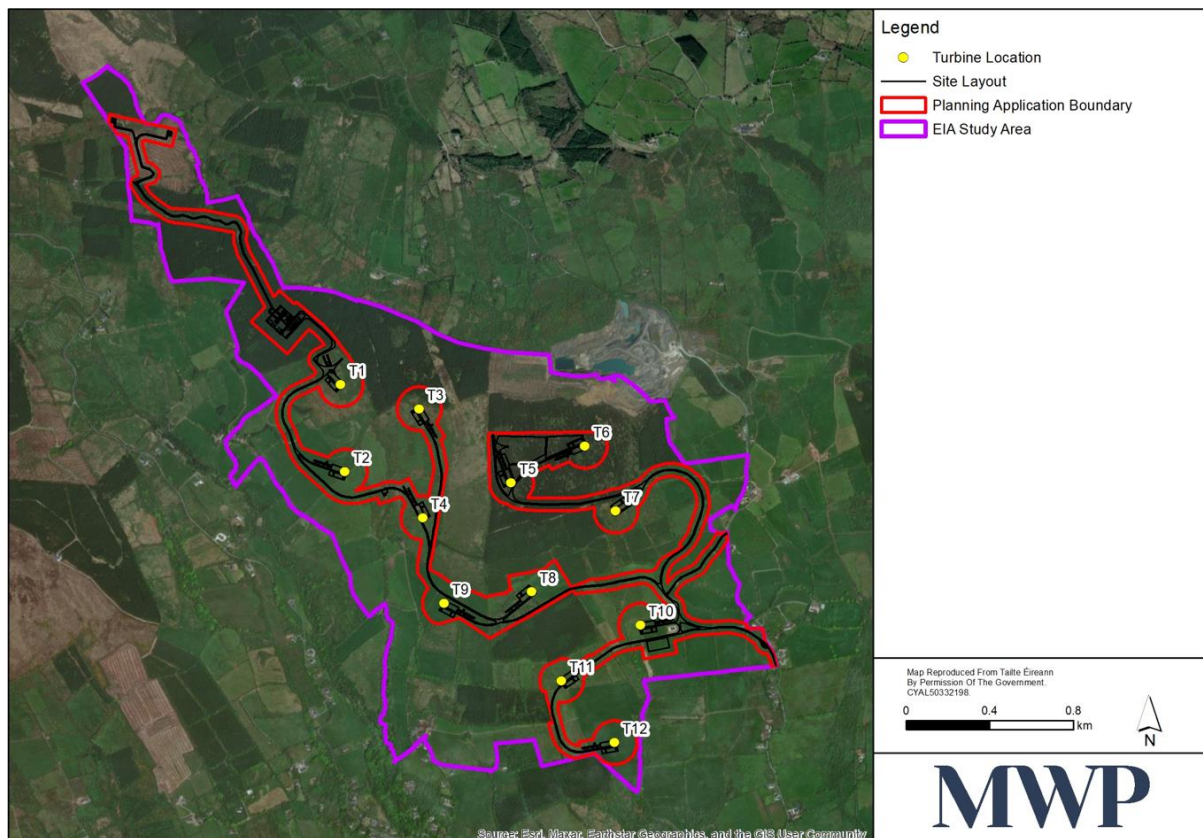 Legend
Turbine Location
Site Layout
Planning Application Boundary
EIA Study Area
T1
T3
T6
T2
T5
T7
T4
T9
T8
T10
T11
T12
Map Reproduced From Tailte Éireann
By Permission Of The Government.
CYAL50332198.
0 0.4 0.8
km
N
MWP
Source: Esri, Maxar, Earthstar Geographics, and the GIS User Community